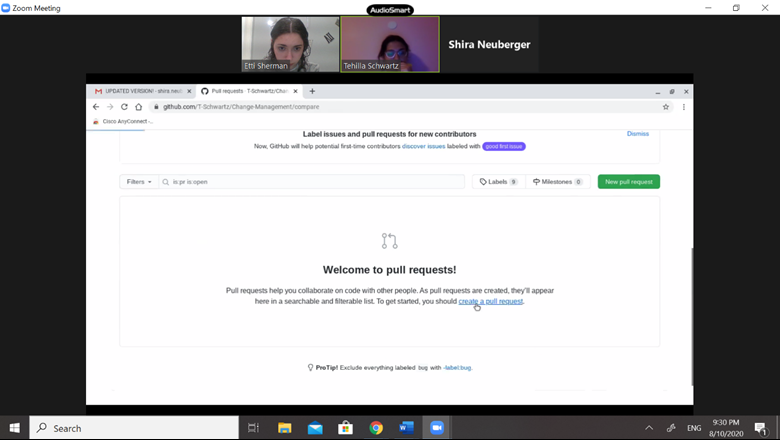 Zoom Meeting
AudioSmart
Etti Sherman
Tehilla Schwartz
Shira Neuberger
UPDATED VERSION! - shira.neub
Pull requests · T-Schwartz/Chan
github.com/T-Schwartz/Change-Management/compare
Cisco AnyConnect -...
Label issues and pull requests for new contributors
Dismiss
Now, GitHub will help potential first-time contributors discover issues labeled with good first issue
Filters
is:pr is:open
Labels 9
Milestones 0
New pull request
Welcome to pull requests!
Pull requests help you collaborate on code with other people. As pull requests are created, they'll appear
here in a searchable and filterable list. To get started, you should create a pull request.
ProTip! Exclude everything labeled bug with -label:bug.
Search
ENG
9:30 PM
8/10/2020
1